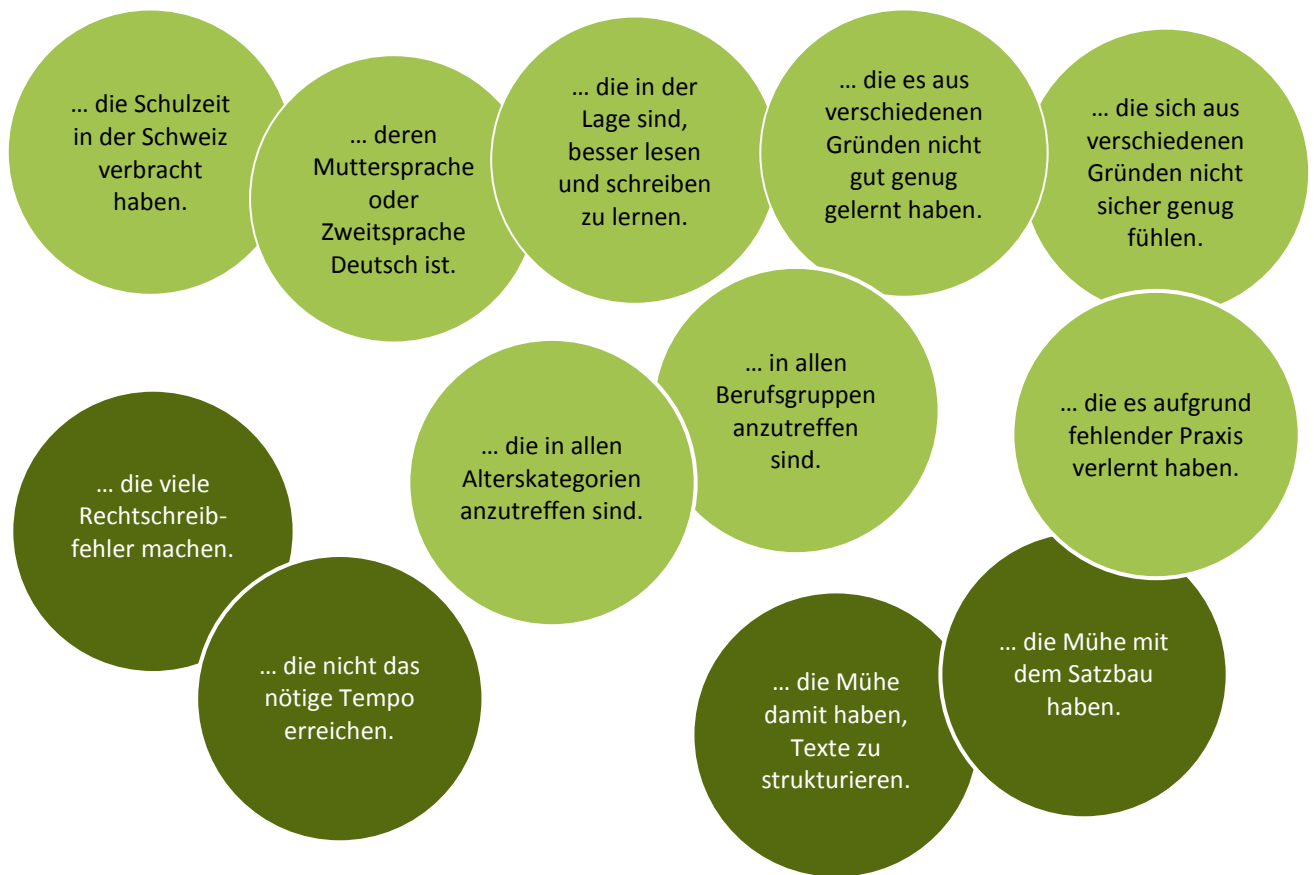 ... die Schulzeit
in der Schweiz
verbracht
haben.
... deren
Muttersprache
oder
Zweitsprache
Deutsch ist.
... die in der
Lage sind,
besser lesen
und schreiben
zu lernen.
... die es aus
verschiedenen
Gründen nicht
gut genug
gelernt haben.
... die sich aus
verschiedenen
Gründen nicht
sicher genug
fühlen.
... die in allen
Alterskategorien
anzutreffen sind.
... in allen
Berufsgruppen
anzutreffen
sind.
... die es aufgrund
fehlender Praxis
verlernt haben.
... die viele
Rechtschreib-
fehler machen.
... die nicht das
nötige Tempo
erreichen.
... die Mühe
damit haben,
Texte zu
strukturieren.
... die Mühe mit
dem Satzbau
haben.